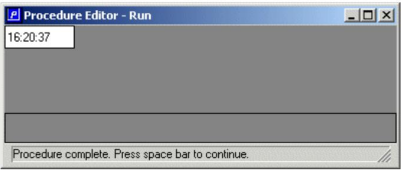 Procedure Editor - Run
16:20:37
Procedure complete. Press space bar to continue.